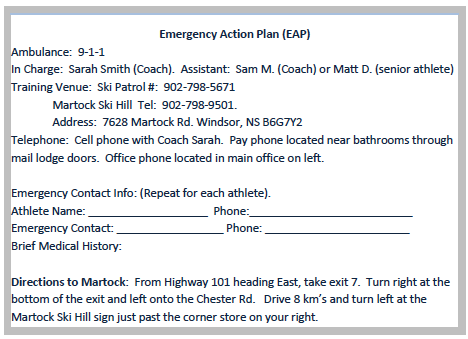 Emergency Action Plan (EAP)
Ambulance:  9-1-1
In Charge:  Sarah Smith (Coach).  Assistant:  Sam M. (Coach) or Matt D. (senior athlete)
Training Venue:  Ski Patrol #:  902-798-5671
Martock Ski Hill  Tel:  902-798-9501.
Address:  7628 Martock Rd. Windsor, NS B6G7Y2
Telephone:  Cell phone with Coach Sarah.  Pay phone located near bathrooms through
mail lodge doors.  Office phone located in main office on left.
Emergency Contact Info: (Repeat for each athlete).
Athlete Name: ____________________  Phone:___________________________
Emergency Contact: __________________ Phone: ________________________
Brief Medical History:
Directions to Martock:  From Highway 101 heading East, take exit 7.  Turn right at the
bottom of the exit and left onto the Chester Rd.   Drive 8 km's and turn left at the
Martock Ski Hill sign just past the corner store on your right.